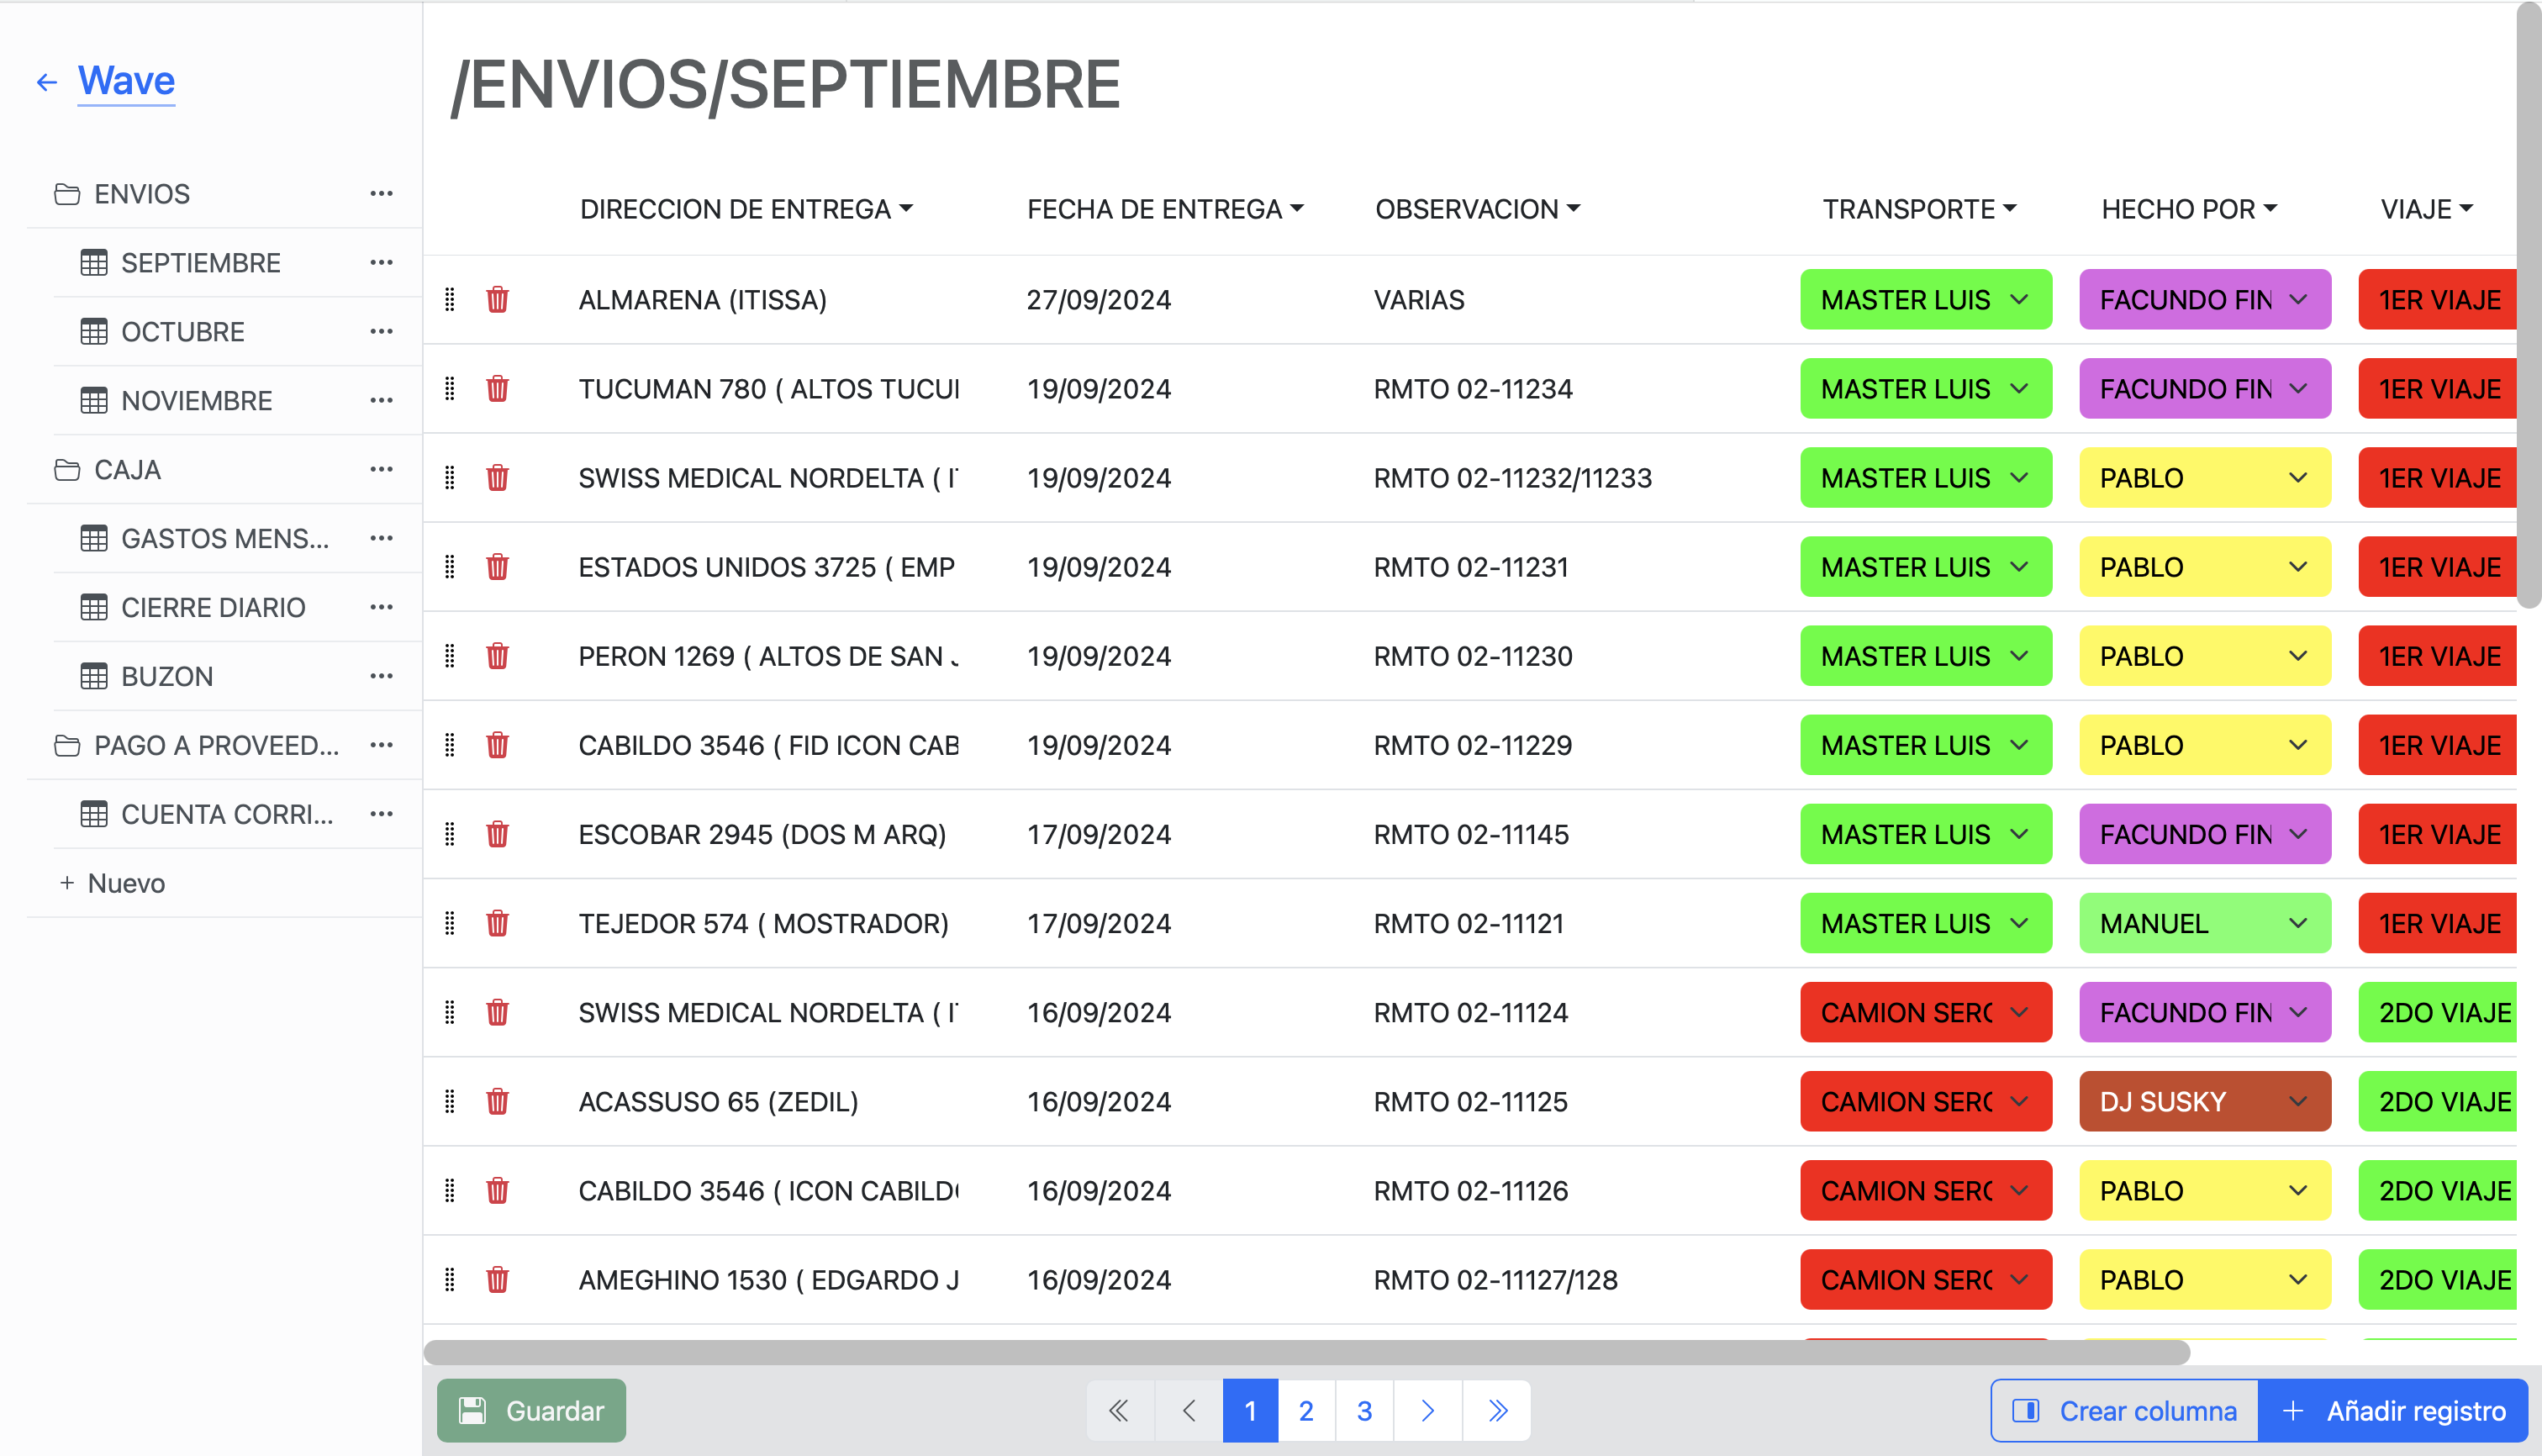 Wave
ENVIOS
SEPTIEMBRE
OCTUBRE
NOVIEMBRE
CAJA
GASTOS MENS...
CIERRE DIARIO
BUZON
PAGO A PROVEED...
CUENTA CORRI...
+ Nuevo
/ENVIOS/SEPTIEMBRE
DIRECCION DE ENTREGA FECHA DE ENTREGA OBSERVACION TRANSPORTE HECHO POR VIAJE
ALMARENA (ITISSA) 27/09/2024 VARIAS MASTER LUIS FACUNDO FIN 1ER VIAJE
TUCUMAN 780 ( ALTOS TUCU 19/09/2024 RMTO 02-11234 MASTER LUIS FACUNDO FIN 1ER VIAJE
SWISS MEDICAL NORDELTA ( I 19/09/2024 RMTO 02-11232/11233 MASTER LUIS PABLO 1ER VIAJE
ESTADOS UNIDOS 3725 ( EMP 19/09/2024 RMTO 02-11231 MASTER LUIS PABLO 1ER VIAJE
PERON 1269 ( ALTOS DE SAN J 19/09/2024 RMTO 02-11230 MASTER LUIS PABLO 1ER VIAJE
CABILDO 3546 ( FID ICON CAB 19/09/2024 RMTO 02-11229 MASTER LUIS PABLO 1ER VIAJE
ESCOBAR 2945 (DOS M ARQ) 17/09/2024 RMTO 02-11145 MASTER LUIS FACUNDO FIN 1ER VIAJE
TEJEDOR 574 ( MOSTRADOR) 17/09/2024 RMTO 02-11121 MASTER LUIS MANUEL 1ER VIAJE
SWISS MEDICAL NORDELTA ( I 16/09/2024 RMTO 02-11124 CAMION SERG FACUNDO FIN 2DO VIAJE
ACASSUSO 65 (ZEDIL) 16/09/2024 RMTO 02-11125 CAMION SERG DJ SUSKY 2DO VIAJE
CABILDO 3546 ( ICON CABILDO 16/09/2024 RMTO 02-11126 CAMION SERG PABLO 2DO VIAJE
AMEGHINO 1530 ( EDGARDO J 16/09/2024 RMTO 02-11127/128 CAMION SERG PABLO 2DO VIAJE
Guardar « ‹ 1 2 3 › » Crear columna + Añadir registro